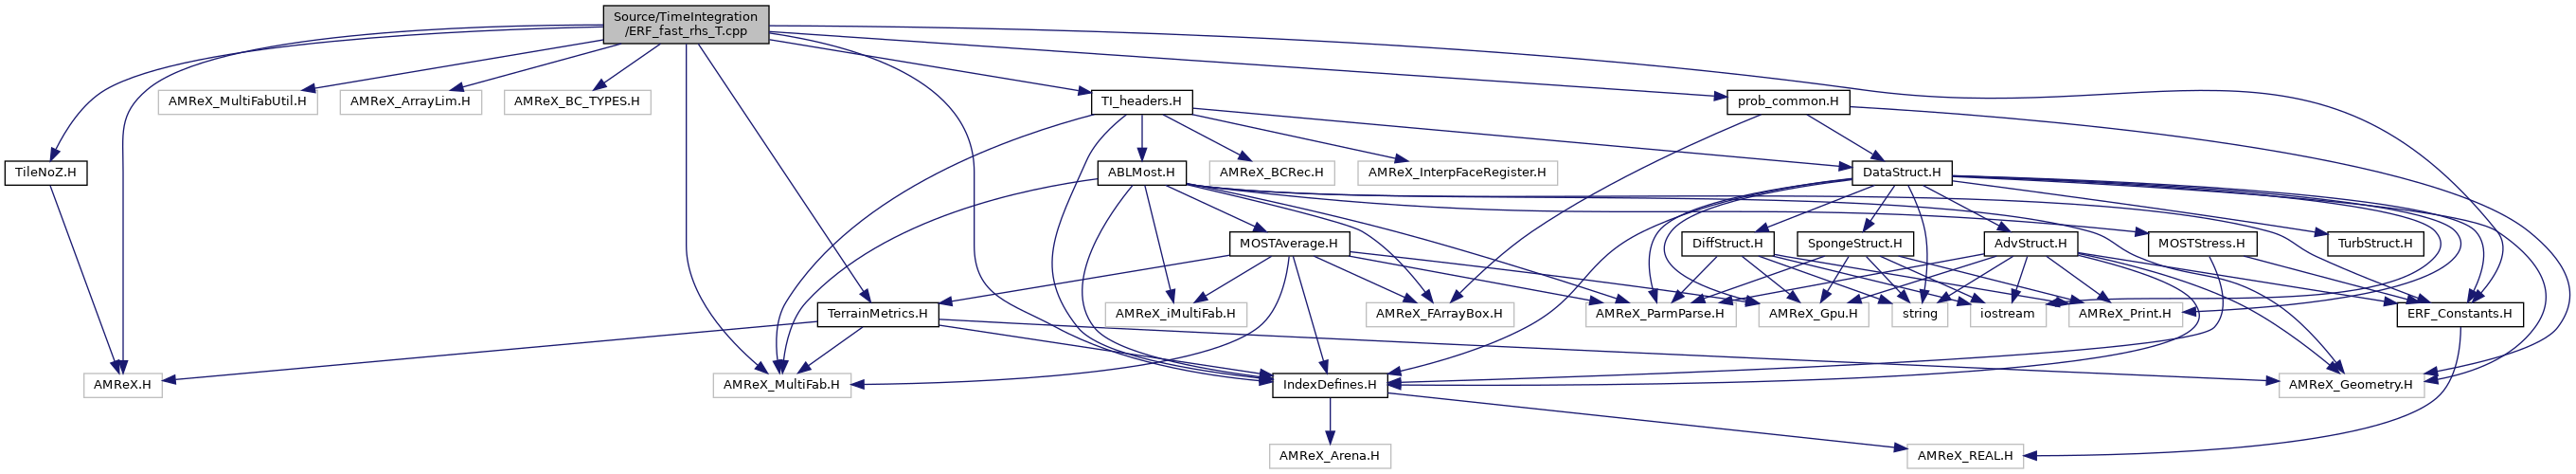 Source/TimeIntegration
/ERF_fast_rhs_T.cpp
AMReX_MultiFabUtil.H
AMReX_ArrayLim.H
AMReX_BC_TYPES.H
TI_headers.H
prob_common.H
TileNoZ.H
ABLMost.H
AMReX_BCRec.H
AMReX_InterpFaceRegister.H
DataStruct.H
MOSTAverage.H
DiffStruct.H
SpongeStruct.H
AdvStruct.H
MOSTStress.H
TurbStruct.H
TerrainMetrics.H
AMReX_iMultiFab.H
AMReX_FArrayBox.H
AMReX_ParmParse.H
AMReX_Gpu.H
string
iostream
AMReX_Print.H
ERF_Constants.H
AMReX.H
AMReX_MultiFab.H
IndexDefines.H
AMReX_Geometry.H
AMReX_Arena.H
AMReX_REAL.H